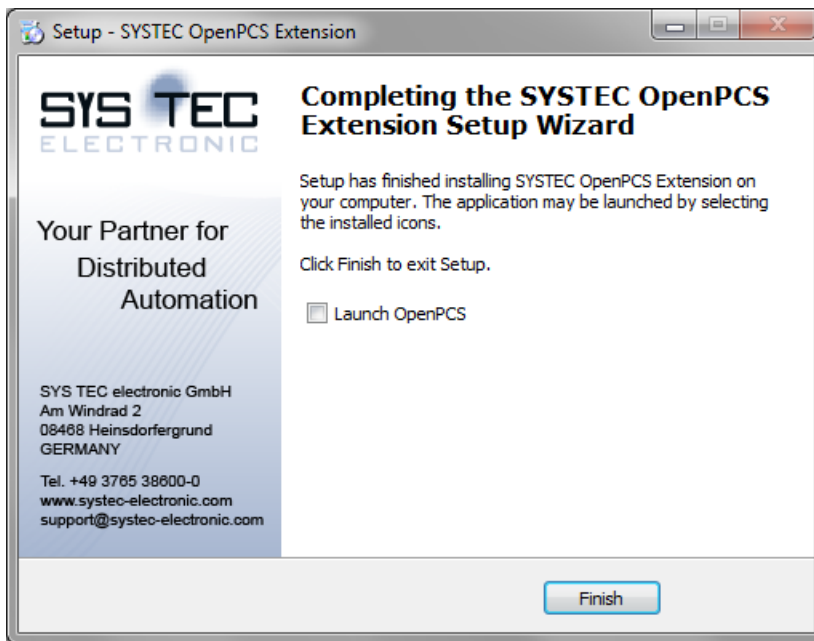 Setup - SYSTEC OpenPCS Extension
SYS TEC
ELECTRONIC
Your Partner for
Distributed
Automation
SYS TEC electronic GmbH
Am Windrad 2
08468 Heinsdorfergrund
GERMANY
Tel. +49 3765 38600-0
www.systec-electronic.com
support@systec-electronic.com
Completing the SYSTEC OpenPCS
Extension Setup Wizard
Setup has finished installing SYSTEC OpenPCS Extension on
your computer. The application may be launched by selecting
the installed icons.
Click Finish to exit Setup.
Launch OpenPCS
Finish